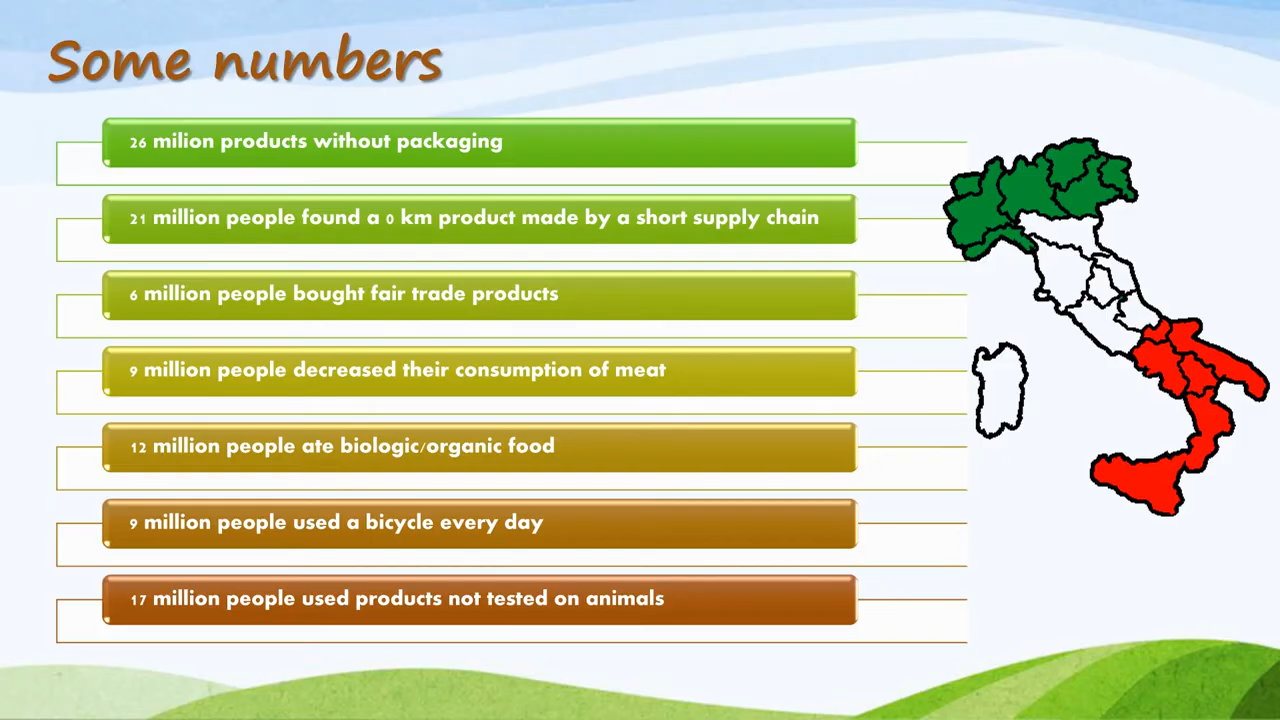 Some numbers
26 milion products without packaging
21 million people found a 0 km product made by a short supply chain
6 million people bought fair trade products
9 million people decreased their consumption of meat
12 million people ate biologic/organic food
9 million people used a bicycle every day
17 million people used products not tested on animals